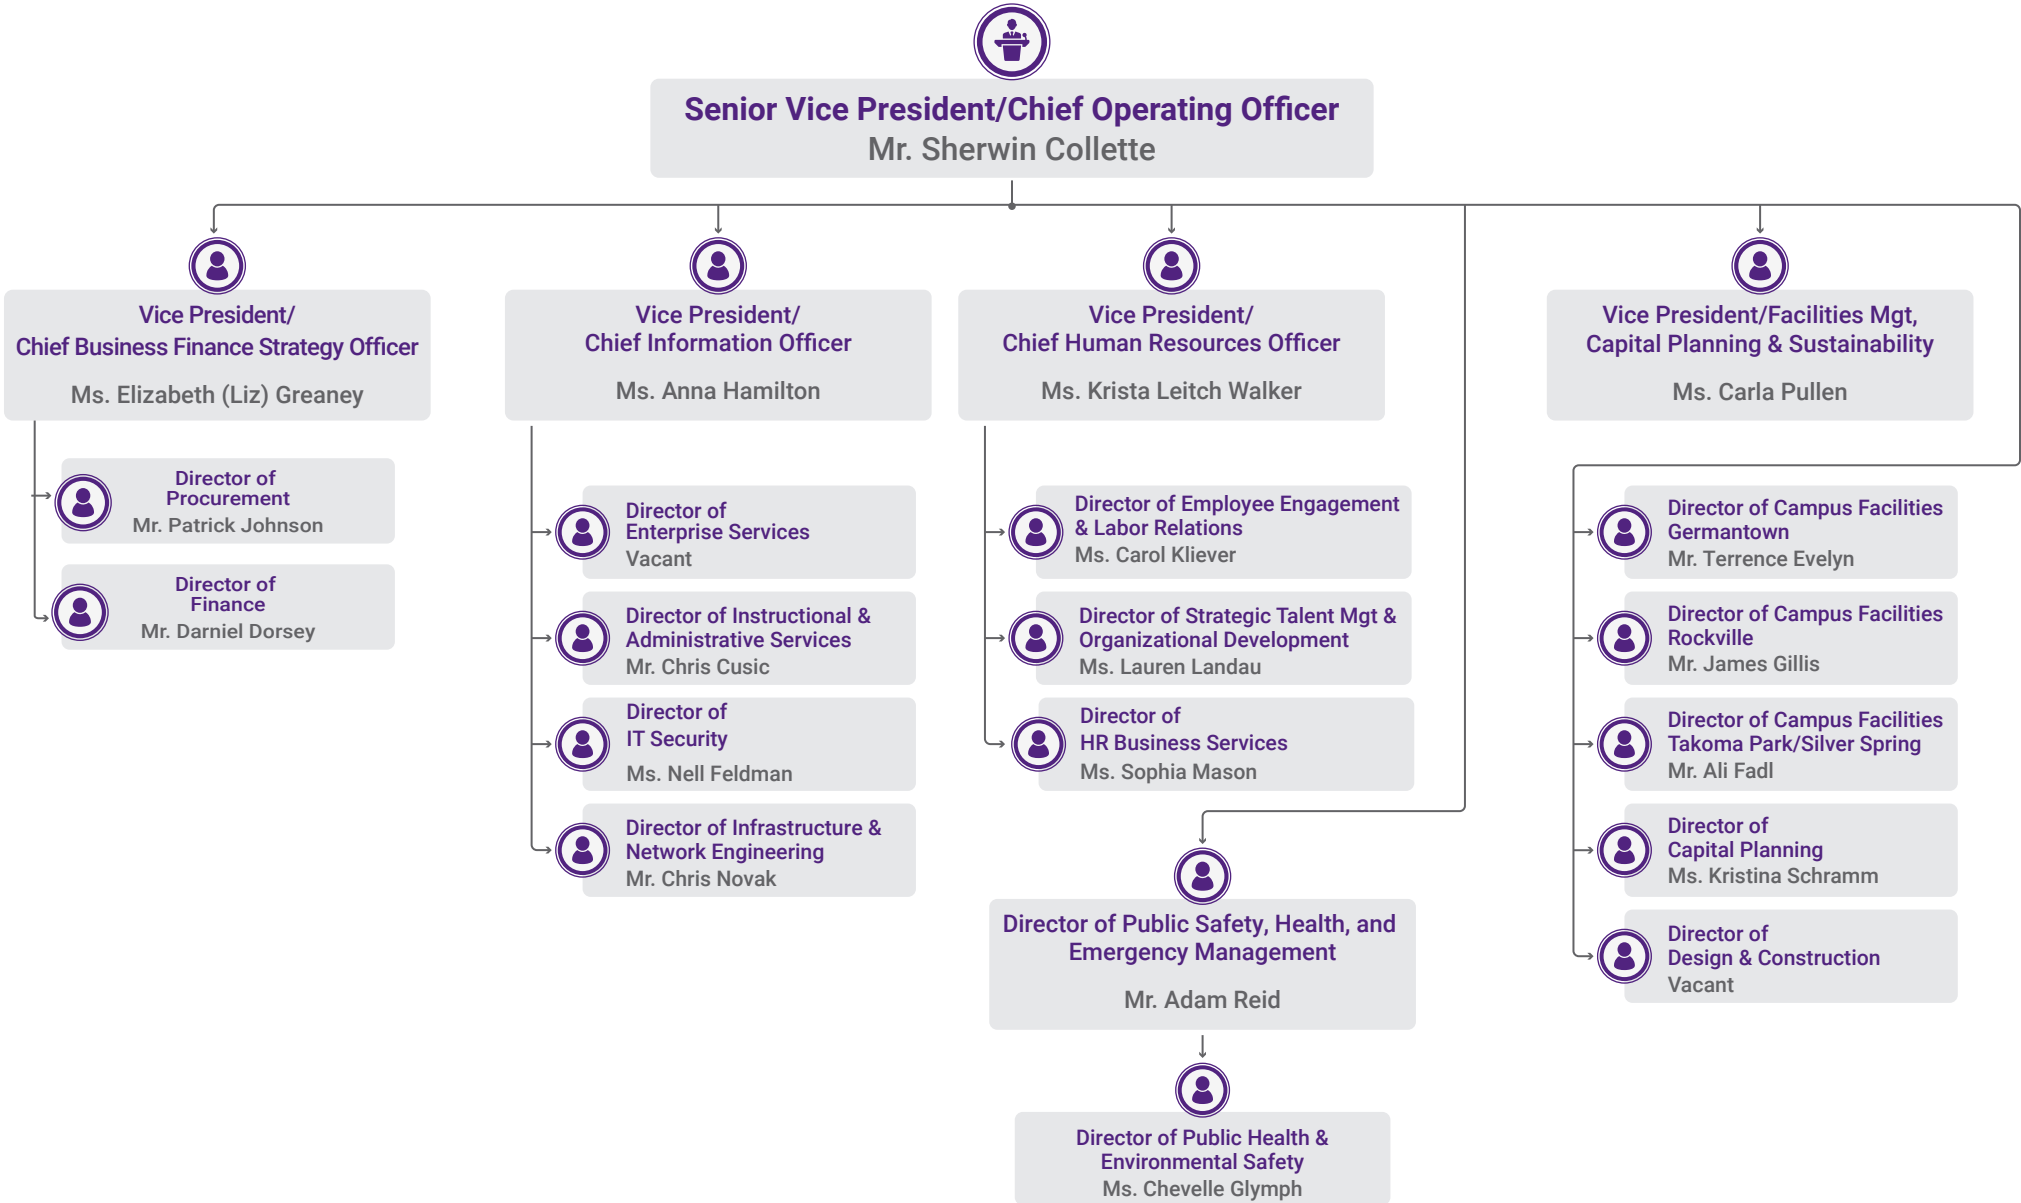 Senior Vice President/Chief Operating Officer
Mr. Sherwin Collette
Vice President/
Chief Business Finance Strategy Officer
Ms. Elizabeth (Liz) Greaney
Director of
Procurement
Mr. Patrick Johnson
Director of
Finance
Mr. Darniel Dorsey
Vice President/
Chief Information Officer
Ms. Anna Hamilton
Director of
Enterprise Services
Vacant
Director of Instructional &
Administrative Services
Mr. Chris Cusic
Director of
IT Security
Ms. Nell Feldman
Director of Infrastructure &
Network Engineering
Mr. Chris Novak
Vice President/
Chief Human Resources Officer
Ms. Krista Leitch Walker
Director of Employee Engagement
& Labor Relations
Ms. Carol Kliever
Director of Strategic Talent Mgt &
Organizational Development
Ms. Lauren Landau
Director of
HR Business Services
Ms. Sophia Mason
Director of Public Safety, Health, and
Emergency Management
Mr. Adam Reid
Director of Public Health &
Environmental Safety
Ms. Chevelle Glymph
Vice President/Facilities Mgt,
Capital Planning & Sustainability
Ms. Carla Pullen
Director of Campus Facilities
Germantown
Mr. Terrence Evelyn
Director of Campus Facilities
Rockville
Mr. James Gillis
Director of Campus Facilities
Takoma Park/Silver Spring
Mr. Ali Fadl
Director of
Capital Planning
Ms. Kristina Schramm
Director of
Design & Construction
Vacant